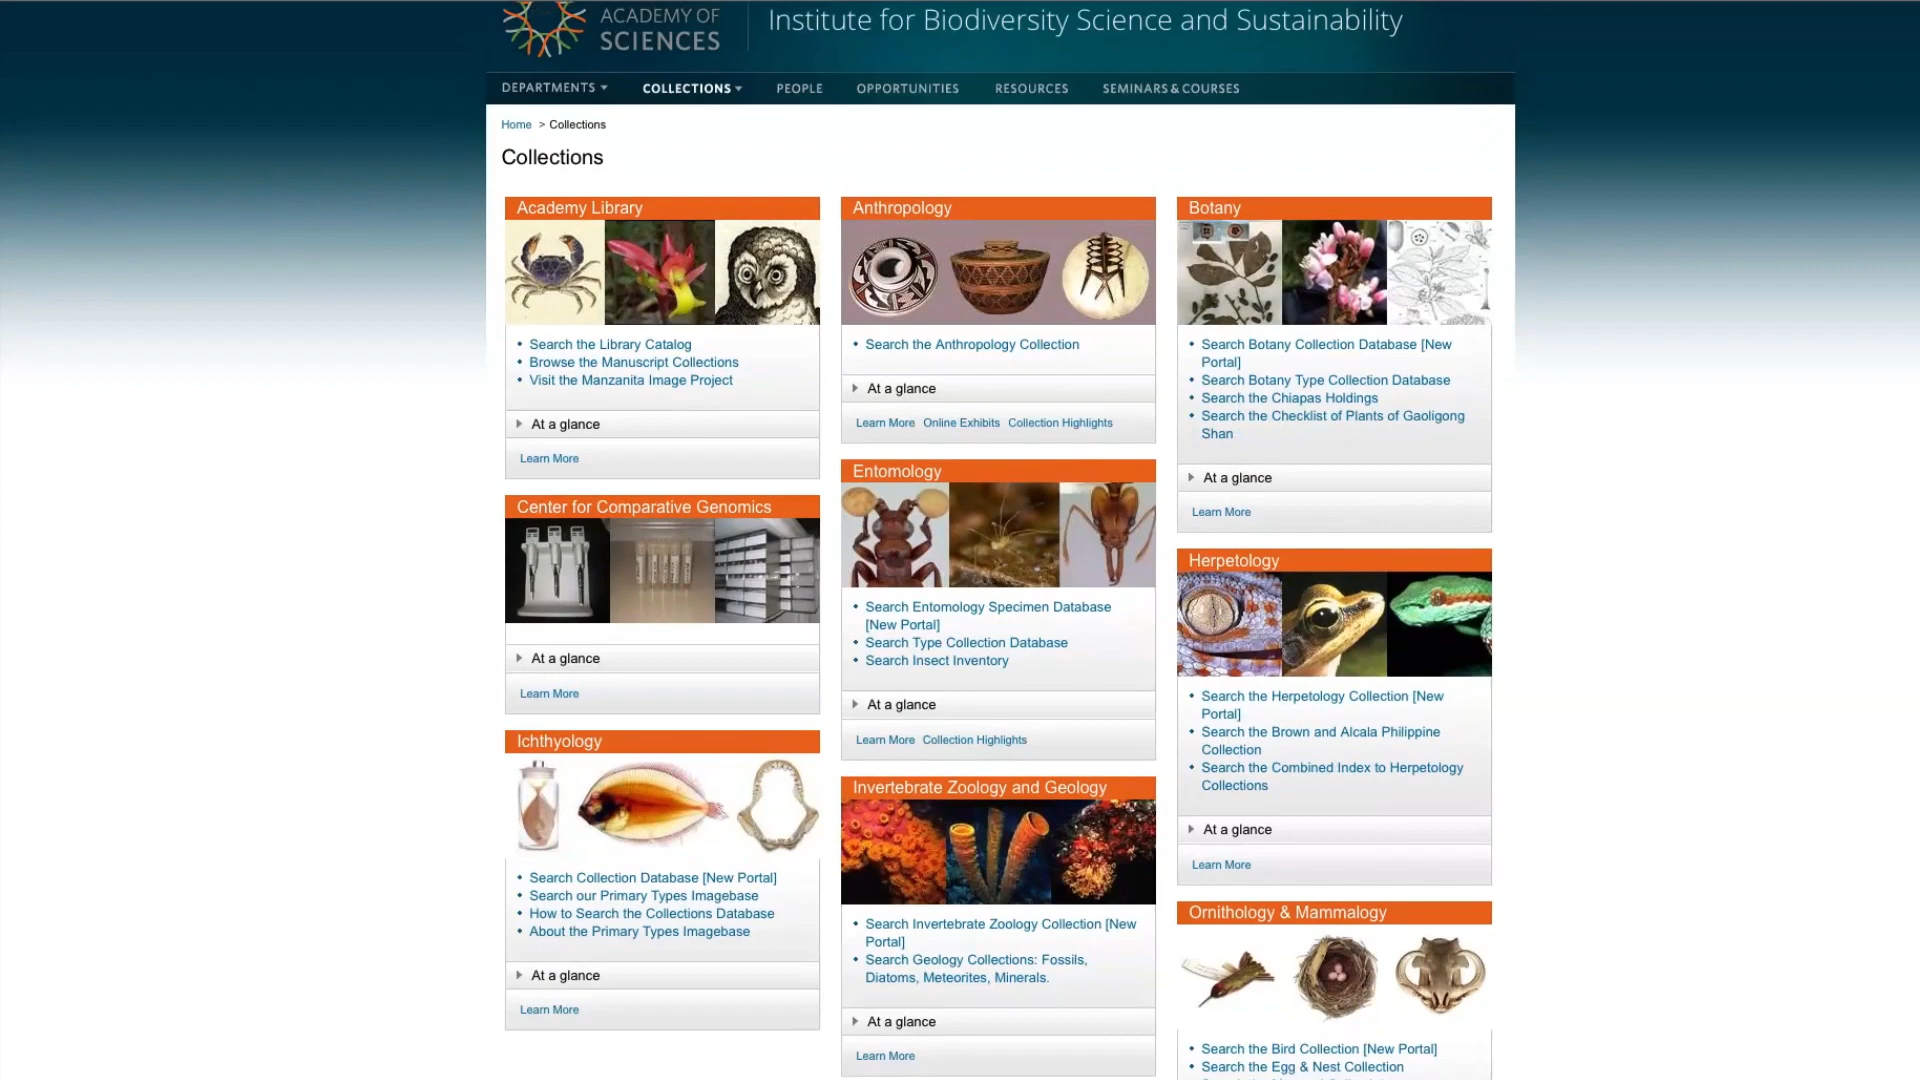 ACADEMY OF
SCIENCES
Institute for Biodiversity Science and Sustainability
DEPARTMENTS
COLLECTIONS
PEOPLE
OPPORTUNITIES
RESOURCES
SEMINARS & COURSES
Home > Collections
Collections
Academy Library
• Search the Library Catalog
• Browse the Manuscript Collections
• Visit the Manzanita Image Project
At a glance
Learn More
Center for Comparative Genomics
At a glance
Learn More
Ichthyology
• Search Collection Database [New Portal]
• Search our Primary Types Imagebase
• How to Search the Collections Database
• About the Primary Types Imagebase
At a glance
Learn More
Anthropology
• Search the Anthropology Collection
At a glance
Learn More Online Exhibits Collection Highlights
Entomology
• Search Entomology Specimen Database
[New Portal]
• Search Type Collection Database
• Search Insect Inventory
At a glance
Learn More Collection Highlights
Invertebrate Zoology and Geology
• Search Invertebrate Zoology Collection [New
Portal]
• Search Geology Collections: Fossils,
Diatoms, Meteorites, Minerals.
At a glance
Learn More
Botany
• Search Botany Collection Database [New
Portal]
• Search Botany Type Collection Database
• Search the Chiapas Holdings
• Search the Checklist of Plants of Gaoligong
Shan
At a glance
Learn More
Herpetology
• Search the Herpetology Collection [New
Portal]
• Search the Brown and Alcala Philippine
Collection
• Search the Combined Index to Herpetology
Collections
At a glance
Learn More
Ornithology & Mammalogy
• Search the Bird Collection [New Portal]
• Search the Egg & Nest Collection